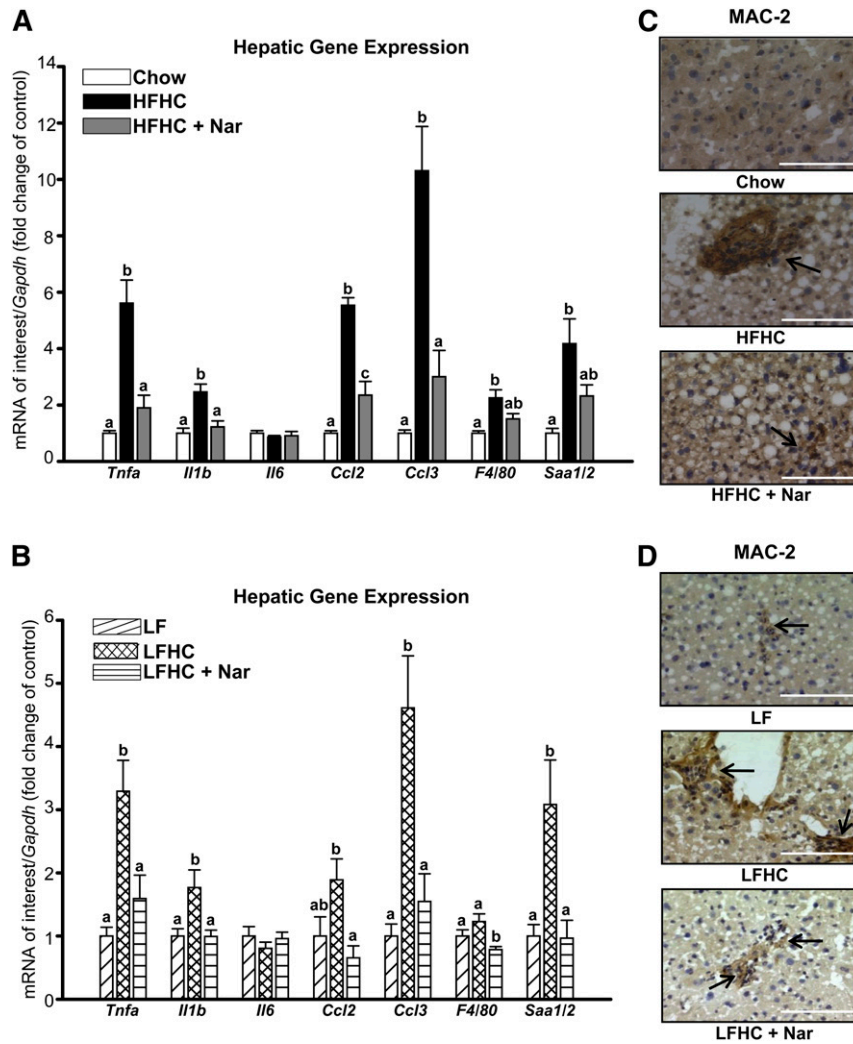 A
Hepatic Gene Expression
mRNA of interest/Gapdh (fold change of control)
14
12
10
8
6
4
2
0
Chow
HFHC
HFHC + Nar
a b a
a b a
a b c
a b a
a b ab
a b ab
Tnfa Il1b Il6 Ccl2 Ccl3 F4/80 Saa1/2
C
MAC-2
Chow
HFHC
HFHC + Nar
B
Hepatic Gene Expression
mRNA of interest/Gapdh (fold change of control)
6
5
4
3
2
1
0
LF
LFHC
LFHC + Nar
a b a
a b a
ab b a
a b a
a a b
a b a
Tnfa Il1b Il6 Ccl2 Ccl3 F4/80 Saa1/2
D
MAC-2
LF
LFHC
LFHC + Nar